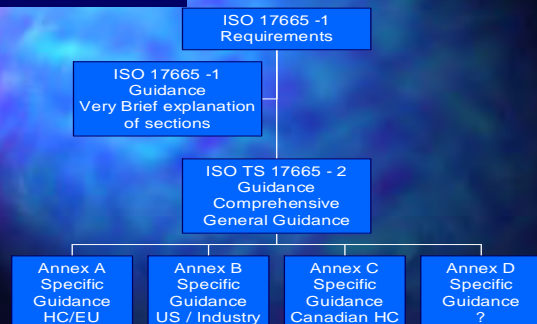 ISO 17665 -1
Requirements
ISO 17665 -1
Guidance
Very Brief explanation
of sections
ISO TS 17665 - 2
Guidance
Comprehensive
General Guidance
Annex A
Specific
Guidance
HC/EU
Annex B
Specific
Guidance
US / Industry
Annex C
Specific
Guidance
Canadian HC
Annex D
Specific
Guidance
?